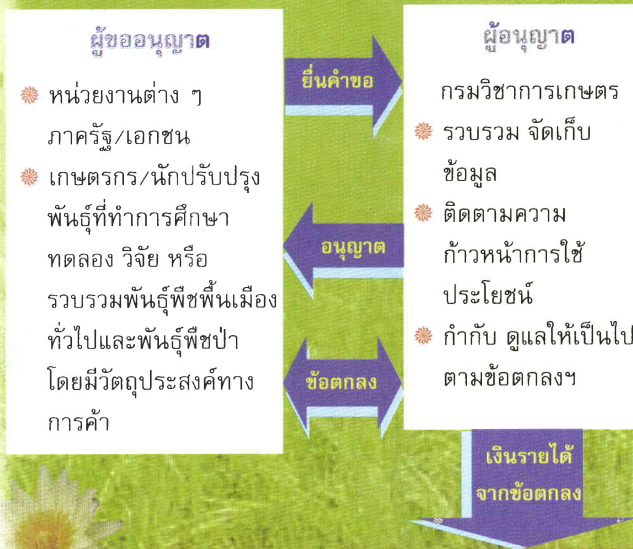 ผู้ขออนุญาต
หน่วยงานต่าง ๆ
ภาครัฐ/เอกชน
เกษตรกร/นักปรับปรุง
พันธุ์ที่ทำการศึกษา
ทดลอง วิจัย หรือ
รวบรวมพันธุ์พืชพื้นเมือง
ทั่วไปและพันธุ์พืชป่า
โดยมีวัตถุประสงค์ทาง
การค้า
ยื่นคำขอ
อนุญาต
ข้อตกลง
ผู้อนุญาต
กรมวิชาการเกษตร
รวบรวม จัดเก็บ
ข้อมูล
ติดตามความ
ก้าวหน้าการใช้
ประโยชน์
กำกับ ดูแลให้เป็นไป
ตามข้อตกลงฯ
เงินรายได้
จากข้อตกลง